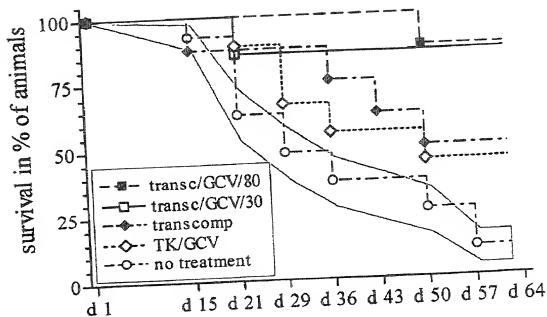 survival in % of animals
100
75
50
25
0
transc/GCV/80
transc/GCV/30
transcomp
TK/GCV
no treatment
d 1 d 15 d 21 d 29 d 36 d 43 d 50 d 57 d 64